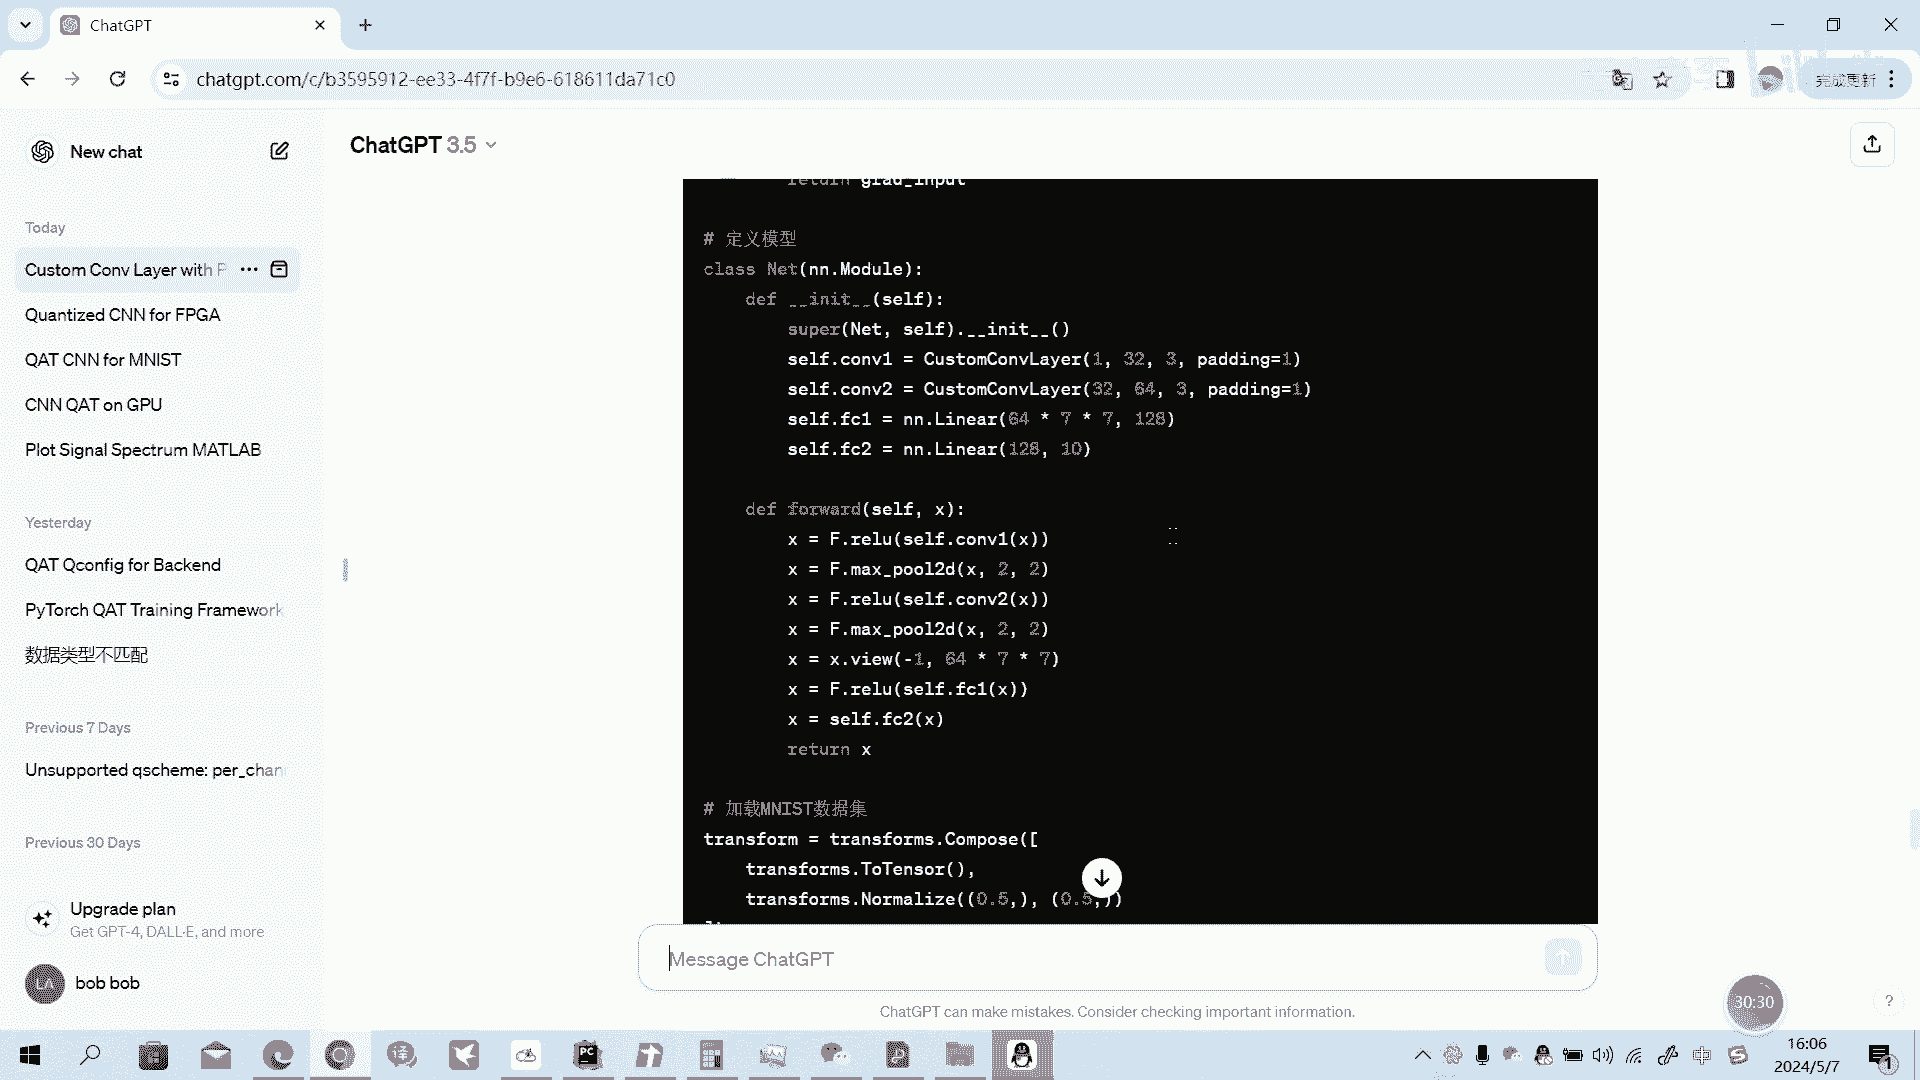 ChatGPT
chatgpt.com/c/b3595912-ee33-4f7f-b9e6-618611da71c0
完成更新
New chat
ChatGPT 3.5
Today
Custom Conv Layer with P
Quantized CNN for FPGA
QAT CNN for MNIST
CNN QAT on GPU
Plot Signal Spectrum MATLAB
Yesterday
QAT Qconfig for Backend
PyTorch QAT Training Framework
数据类型不匹配
Previous 7 Days
Unsupported qscheme: per_chan
Previous 30 Days
Upgrade plan
Get GPT-4, DALL·E, and more
LA
bob bob
return grad_input
# 定义模型
class Net(nn.Module):
def __init__(self):
super(Net, self).__init__()
self.conv1 = CustomConvLayer(1, 32, 3, padding=1)
self.conv2 = CustomConvLayer(32, 64, 3, padding=1)
self.fc1 = nn.Linear(64 * 7 * 7, 128)
self.fc2 = nn.Linear(128, 10)
def forward(self, x):
x = F.relu(self.conv1(x))
x = F.max_pool2d(x, 2, 2)
x = F.relu(self.conv2(x))
x = F.max_pool2d(x, 2, 2)
x = x.view(-1, 64 * 7 * 7)
x = F.relu(self.fc1(x))
x = self.fc2(x)
return x
# 加载MNIST数据集
transform = transforms.Compose([
transforms.ToTensor(),
transforms.Normalize((0.5,), (0.5,))
Message ChatGPT
ChatGPT can make mistakes. Consider checking important information.
30:30
?
PC
译
中
16:06
2024/5/7
1